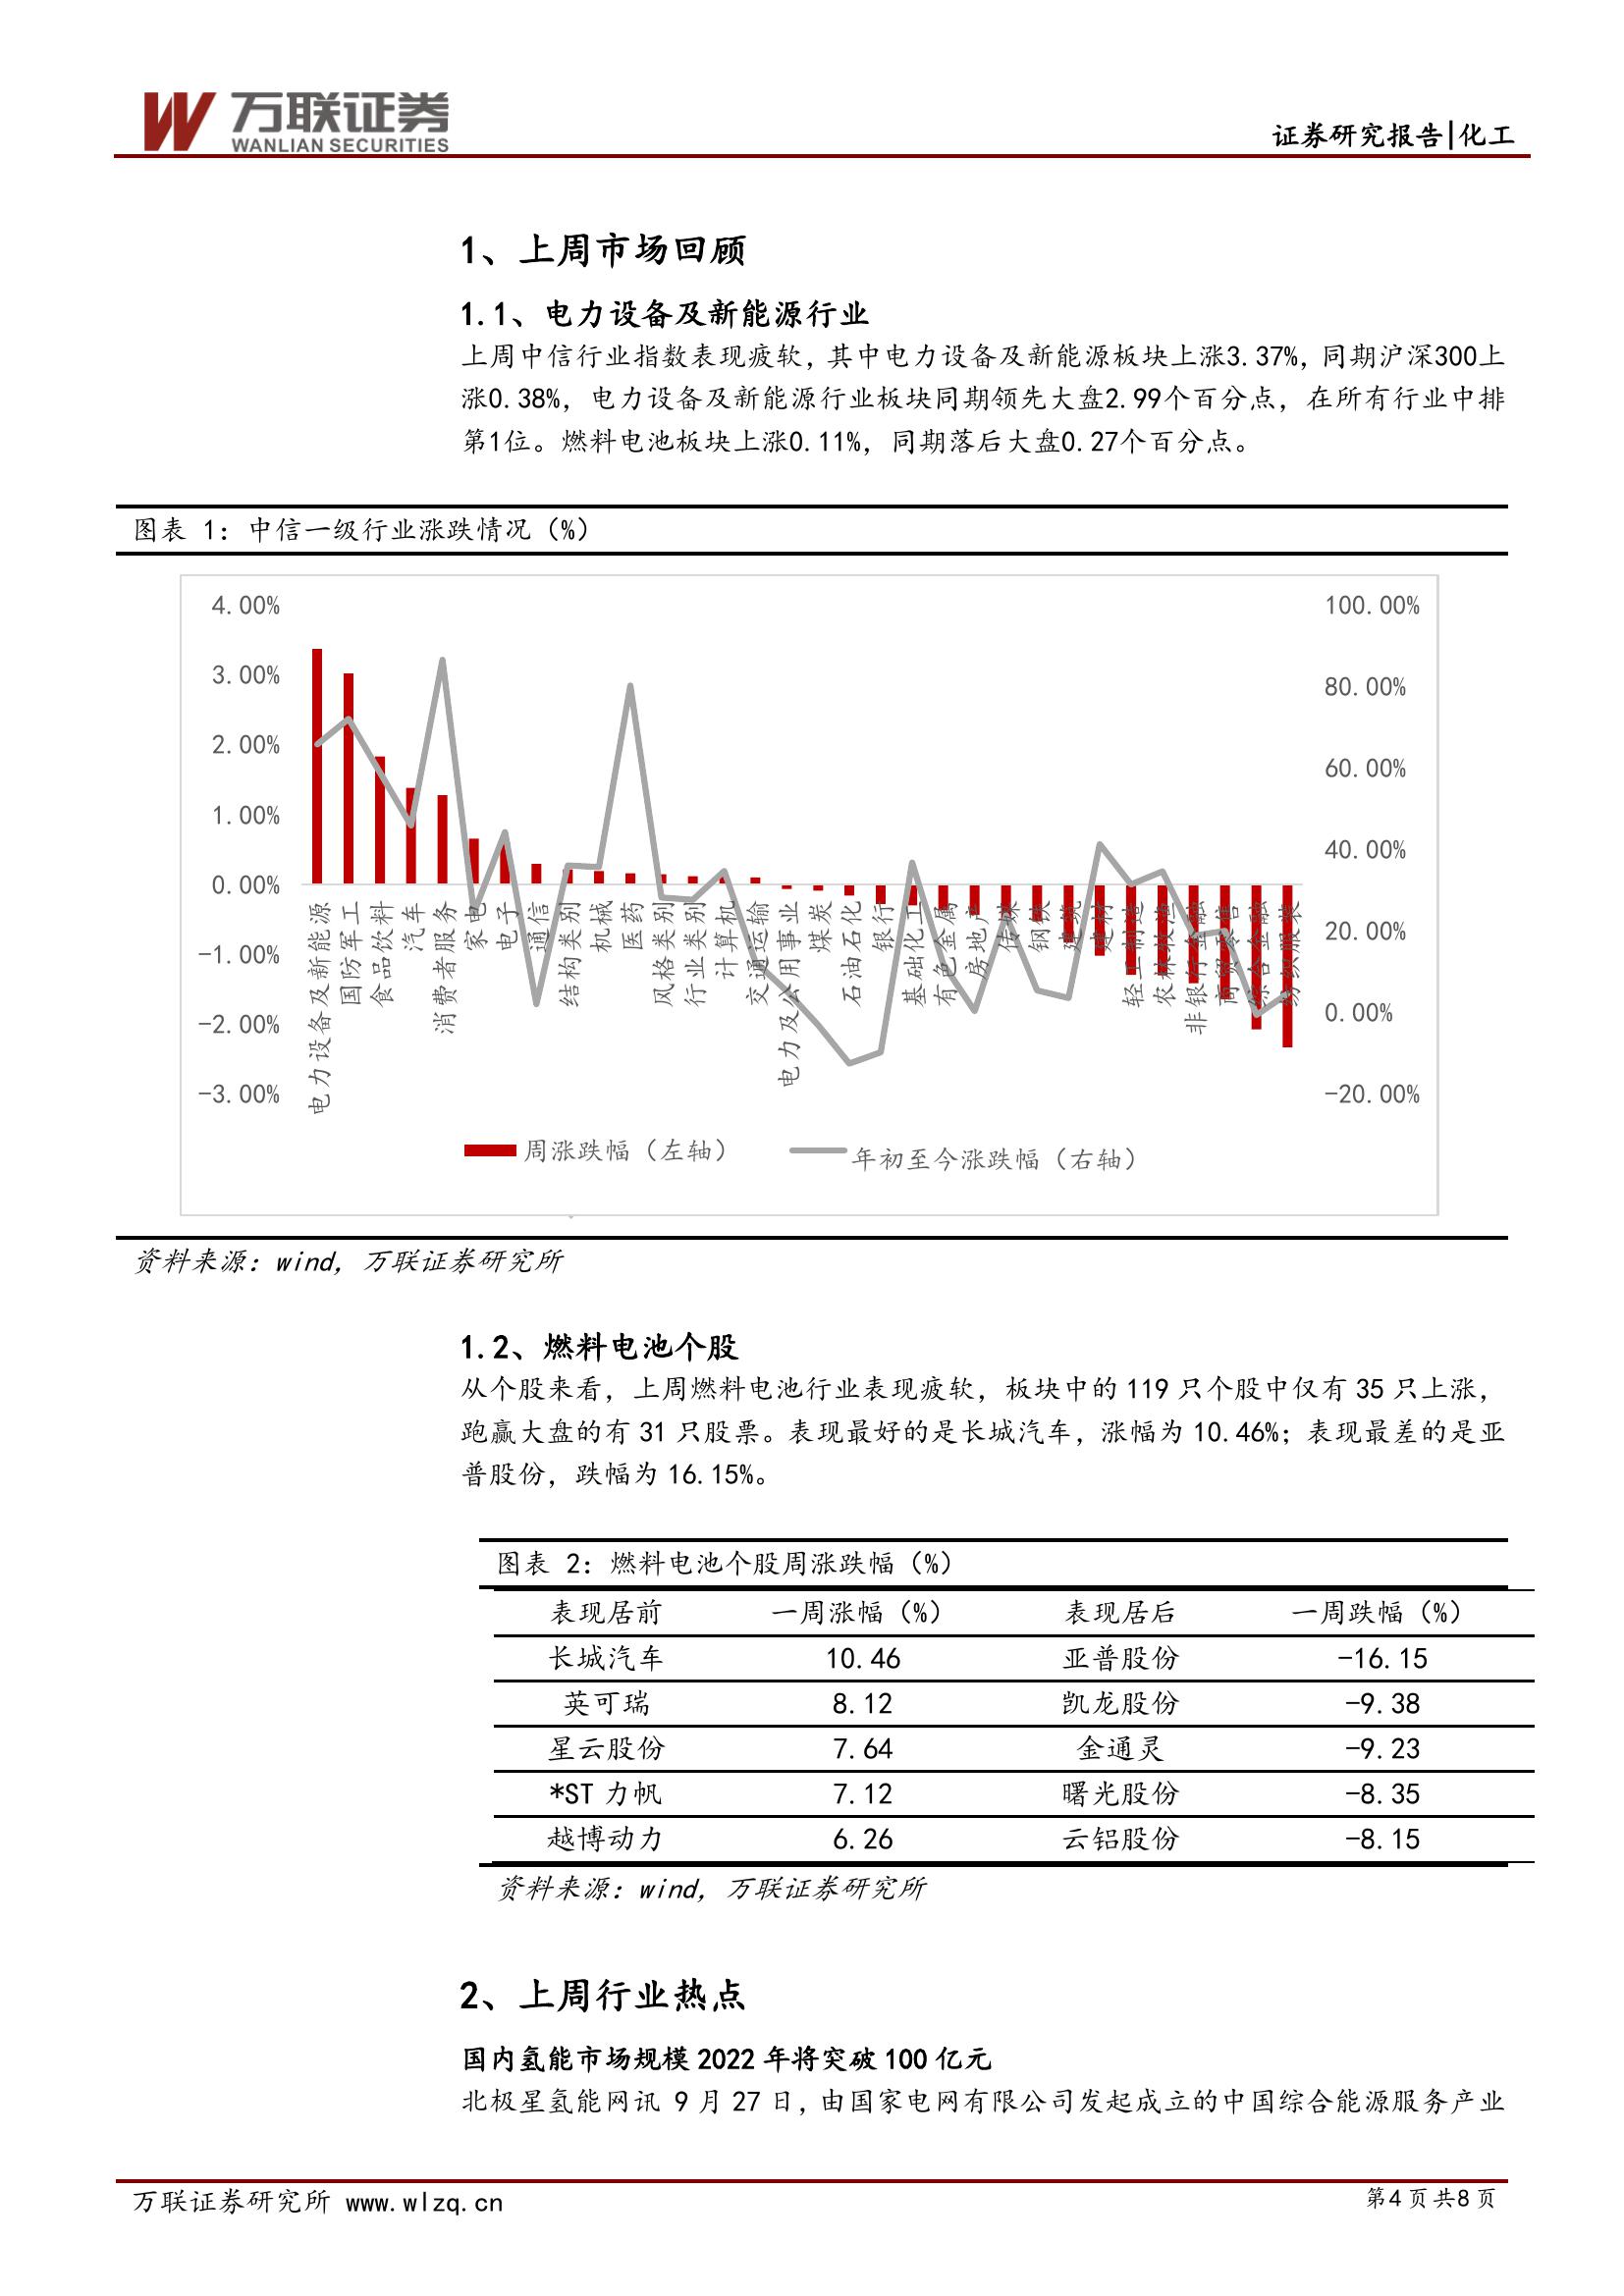 万联证券
WANLIAN SECURITIES
证券研究报告|化工
1、上周市场回顾
1.1、电力设备及新能源行业
上周中信行业指数表现疲软，其中电力设备及新能源板块上涨3.37%，同期沪深300上
涨0.38%，电力设备及新能源行业板块同期领先大盘2.99个百分点，在所有行业中排
第1位。燃料电池板块上涨0.11%，同期落后大盘0.27个百分点。
图表 1：中信一级行业涨跌情况（%）
4.00%
3.00%
2.00%
1.00%
0.00%
-1.00%
-2.00%
-3.00%
100.00%
80.00%
60.00%
40.00%
20.00%
0.00%
-20.00%
电力设备及新能源
国防军工
食品饮料
汽车
消费者服务
家电
电子
通信
结构类别
机械
医药
风格类别
行业类别
计算机
交通运输
电力及公用事业
煤炭
石油石化
银行
基础化工
有色金属
房地产
传媒
钢铁
建筑
建材
轻工制造
农林牧渔
非银行金融
商贸零售
综合金融
纺织服装
周涨跌幅（左轴）
年初至今涨跌幅（右轴）
资料来源：wind，万联证券研究所
1.2、燃料电池个股
从个股来看，上周燃料电池行业表现疲软，板块中的 119 只个股中仅有 35 只上涨，
跑赢大盘的有 31 只股票。表现最好的是长城汽车，涨幅为 10.46%；表现最差的是亚
普股份，跌幅为 16.15%。
图表 2：燃料电池个股周涨跌幅（%）
表现居前 一周涨幅（%） 表现居后 一周跌幅（%）
长城汽车 10.46 亚普股份 -16.15
英可瑞 8.12 凯龙股份 -9.38
星云股份 7.64 金通灵 -9.23
*ST 力帆 7.12 曙光股份 -8.35
越博动力 6.26 云铝股份 -8.15
资料来源：wind，万联证券研究所
2、上周行业热点
国内氢能市场规模 2022 年将突破 100 亿元
北极星氢能网讯 9 月 27 日，由国家电网有限公司发起成立的中国综合能源服务产业
万联证券研究所 www.wlzq.cn
第4页共8页